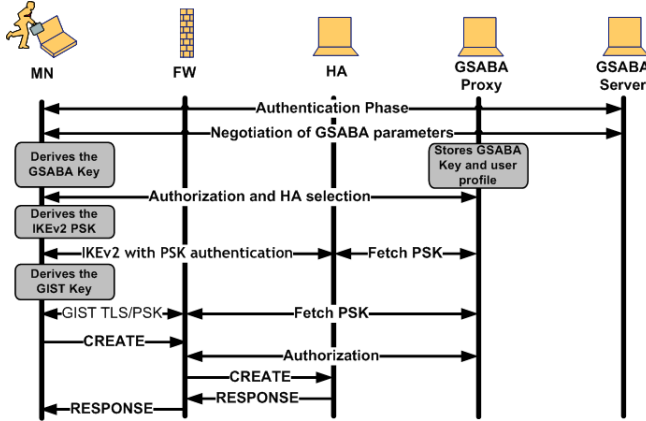 MN
FW
HA
GSABA
Proxy
GSABA
Server
Authentication Phase
Negotiation of GSABA parameters
Derives the
GSABA Key
Stores GSABA
Key and user
profile
Authorization and HA selection
Derives the
IKEv2 PSK
IKEv2 with PSK authentication
Fetch PSK
Derives the
GIST Key
GIST TLS/PSK
Fetch PSK
CREATE
Authorization
CREATE
RESPONSE
RESPONSE